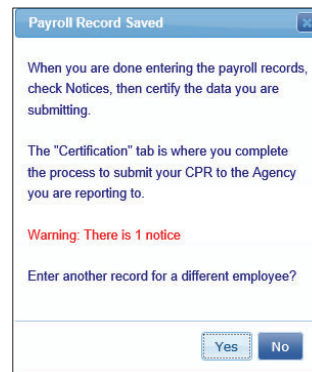 Payroll Record Saved
When you are done entering the payroll records,
check Notices, then certify the data you are
submitting.
The "Certification" tab is where you complete
the process to submit your CPR to the Agency
you are reporting to.
Warning: There is 1 notice
Enter another record for a different employee?
Yes No